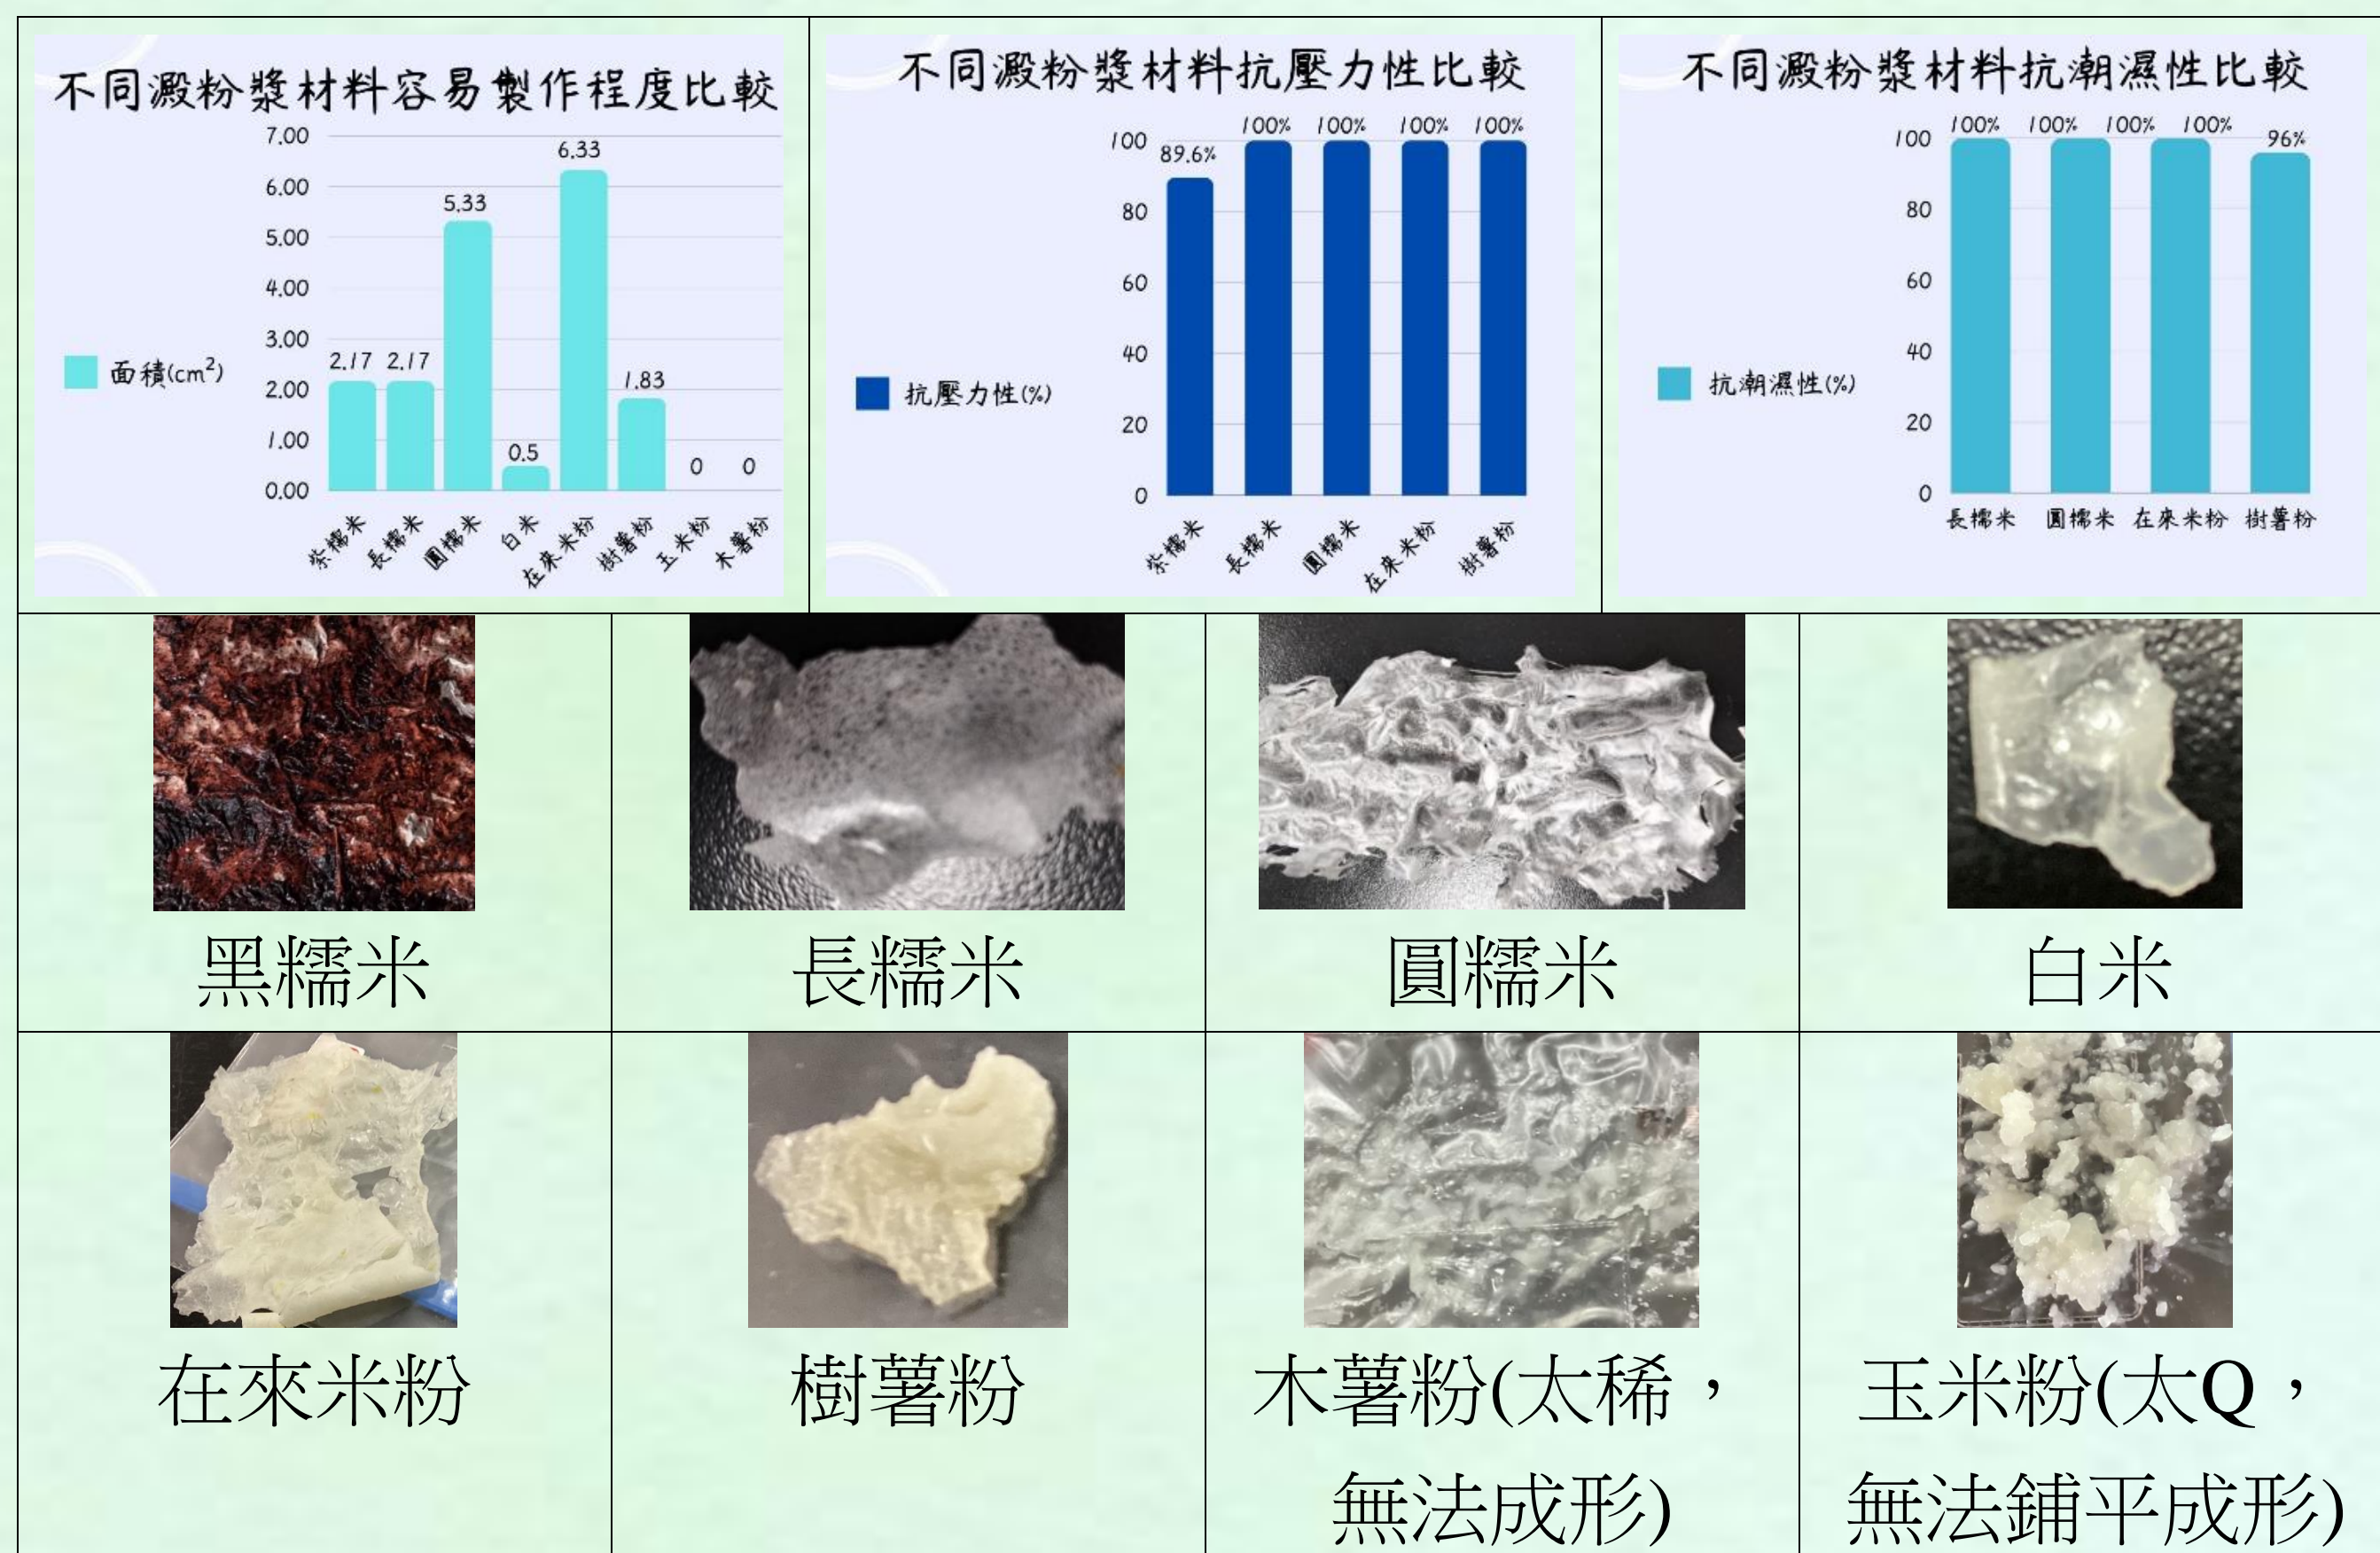 不同澱粉漿材料容易製作程度比較
7.00
6.00
5.00
4.00
3.00
2.00
1.00
0.00
2.17 2.17 5.33 0.5 6.33 1.83 0 0
面積(cm²)
紫糯米 長糯米 圓糯米 白米 在來米粉 樹薯粉 玉米粉 木薯粉
不同澱粉漿材料抗壓力性比較
100
80
60
40
20
0
89.6% 100% 100% 100% 100%
抗壓力性(%)
紫糯米 長糯米 圓糯米 在來米粉 樹薯粉
不同澱粉漿材料抗潮濕性比較
100
80
60
40
20
0
100% 100% 100% 100% 96%
抗潮濕性(%)
長糯米 圓糯米 在來米粉 樹薯粉
黑糯米
長糯米
圓糯米
白米
在來米粉
樹薯粉
木薯粉(太稀，
無法成形)
玉米粉(太Q，
無法鋪平成形)